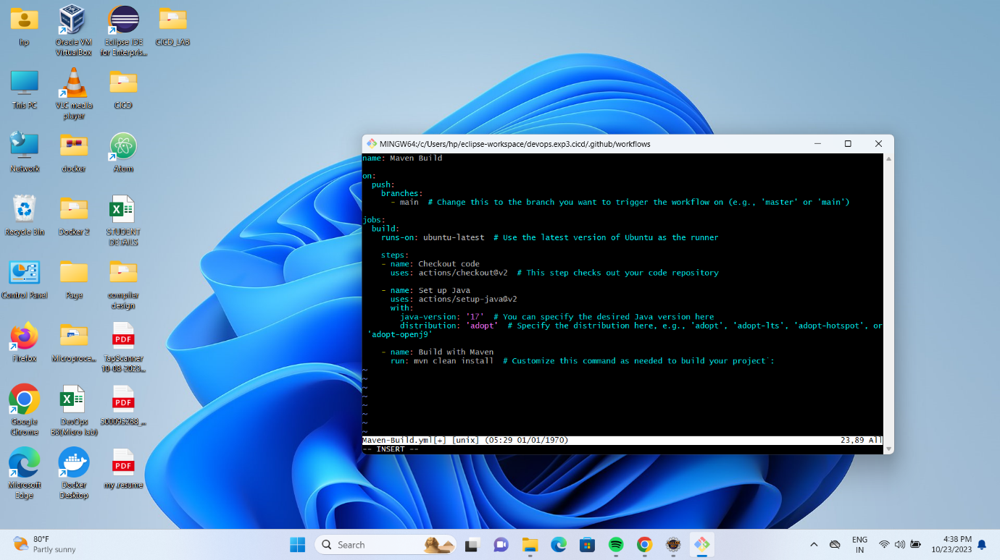 hp
Oracle VM
VirtualBox
Eclipse IDE
for Enterpris...
CICD_LAB
This PC
VLC media
player
CICD
Network
docker
Atom
Recycle Bin
Docker 2
STUDENT
DETAILS
Control Panel
Page
compiler
design
Firefox
Microproce...
PDF
TapScanner
10-08-2023...
Google
Chrome
DevOps
B3(Micro lab)
PDF
500095268_...
Microsoft
Edge
Docker
Desktop
PDF
my .resume
MINGW64:/c/Users/hp/eclipse-workspace/devops.exp3.cicd/.github/workflows
name: Maven Build
on:
push:
branches:
- main # Change this to the branch you want to trigger the workflow on (e.g., 'master' or 'main')
jobs:
build:
runs-on: ubuntu-latest # Use the latest version of Ubuntu as the runner
steps:
- name: Checkout code
uses: actions/checkout@v2 # This step checks out your code repository
- name: Set up Java
uses: actions/setup-java@v2
with:
java-version: '17' # You can specify the desired Java version here
distribution: 'adopt' # Specify the distribution here, e.g., 'adopt', 'adopt-lts', 'adopt-hotspot', or
'adopt-openj9'
- name: Build with Maven
run: mvn clean install # Customize this command as needed to build your project`:
~
~
~
~
~
~
~
~
Maven-Build.yml[+] [unix] (05:29 01/01/1970) 23,89 All
-- INSERT --
80°F
Partly sunny
Search
ENG
IN
4:38 PM
10/23/2023